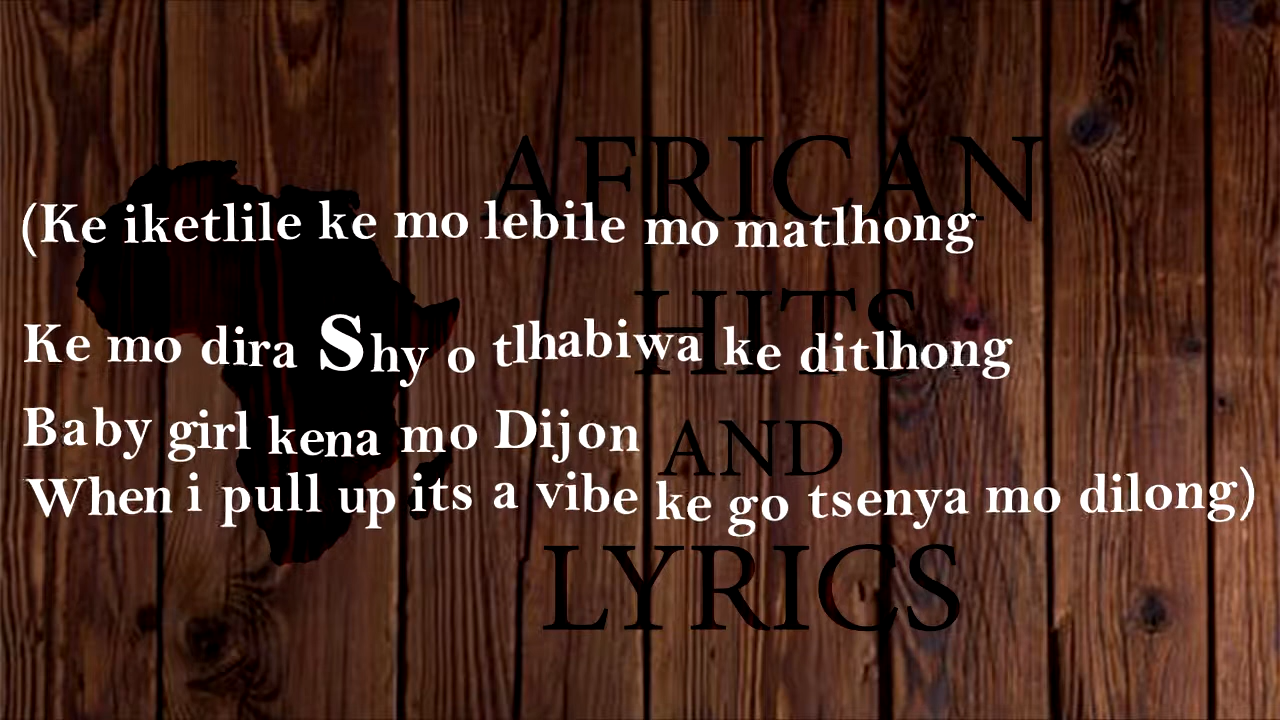 AFRICAN
(Ke iketlile ke mo lebile mo matlhong
HITS
Ke mo dira Shy o tlhabiwa ke ditlhong
Baby girl kena mo Dijon
AND
When i pull up its a vibe ke go tsenya mo dilong)
LYRICS